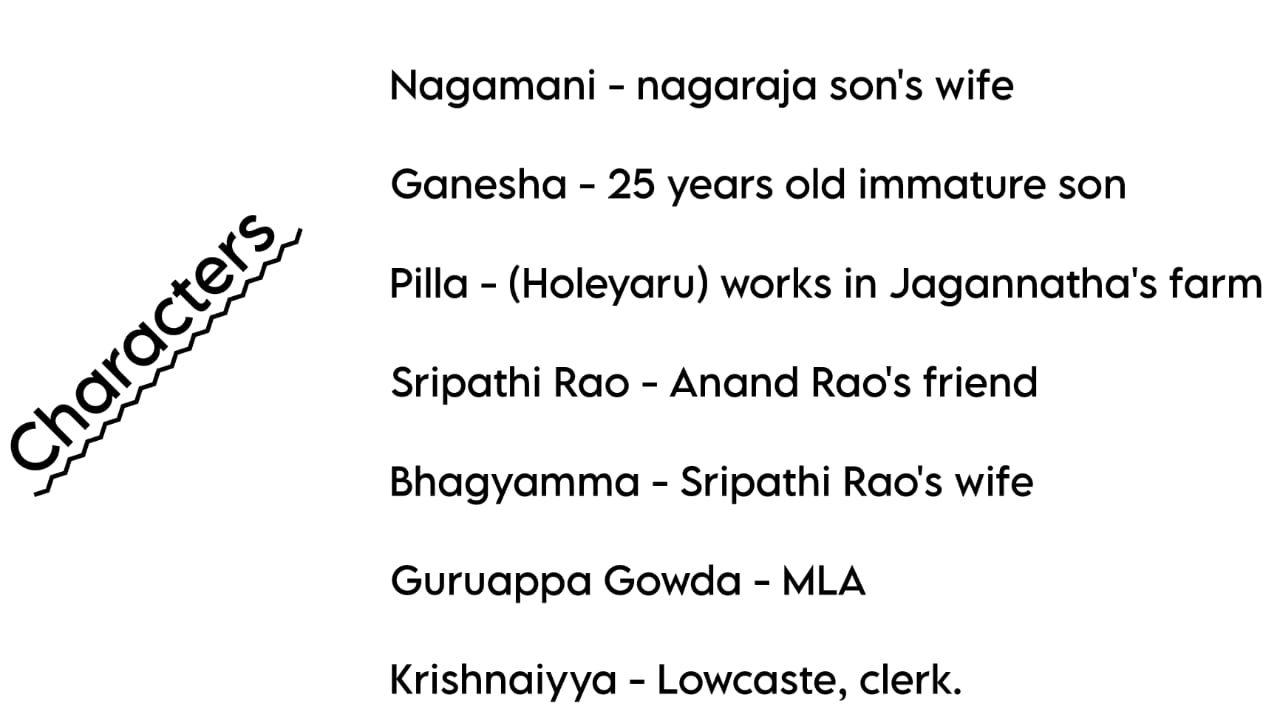 Characters
Nagamani - nagaraja son's wife
Ganesha - 25 years old immature son
Pilla - (Holeyaru) works in Jagannatha's farm
Sripathi Rao - Anand Rao's friend
Bhagyamma - Sripathi Rao's wife
Guruappa Gowda - MLA
Krishnaiyya - Lowcaste, clerk.